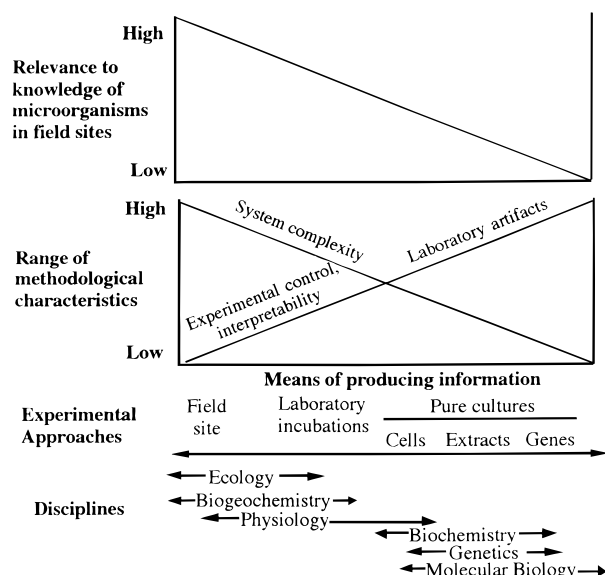 High
Relevance to
knowledge of
microorganisms
in field sites
Low
High
System complexity
Laboratory artifacts
Range of
methodological
characteristics
Experimental control,
interpretability
Low
Means of producing information
Experimental
Approaches
Field
site
Laboratory
incubations
Pure cultures
Cells Extracts Genes
Disciplines
Ecology
Biogeochemistry
Physiology
Biochemistry
Genetics
Molecular Biology